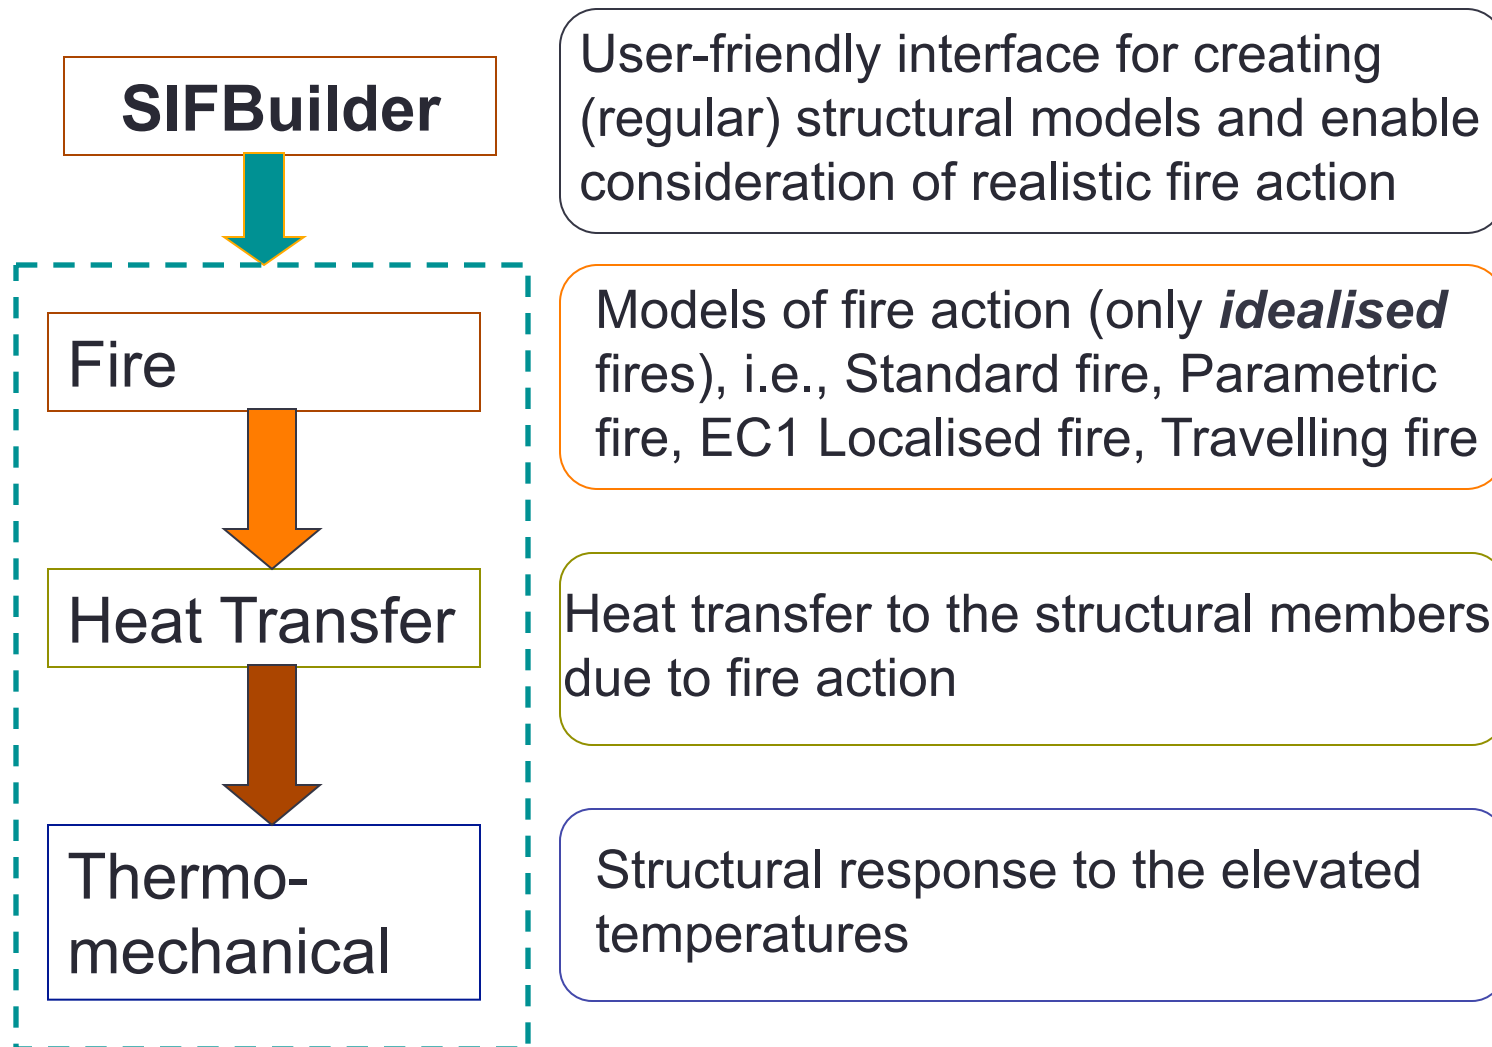 SIFBuilder
User-friendly interface for creating
(regular) structural models and enable
consideration of realistic fire action
Fire
Models of fire action (only idealised
fires), i.e., Standard fire, Parametric
fire, EC1 Localised fire, Travelling fire
Heat Transfer
Heat transfer to the structural members
due to fire action
Thermo-
mechanical
Structural response to the elevated
temperatures